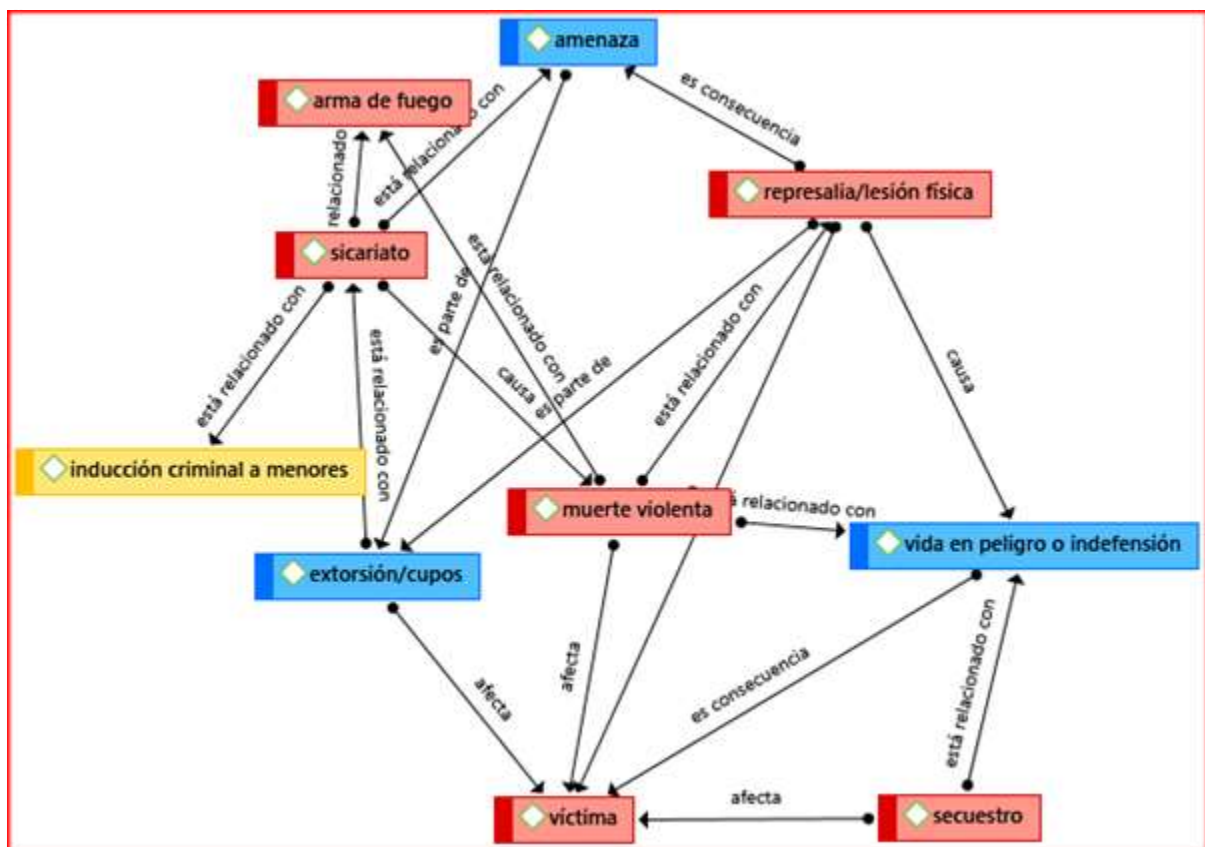 amenaza
es consecuencia
arma de fuego
está relacionado con
relacionado
represalia/lesión física
sicariato
está relacionado con
es parte de
está relacionado con
está relacionado con
causa
es parte de
está relacionado con
causa
está relacionado con
inducción criminal a menores
muerte violenta
relacionado con
vida en peligro o indefensión
extorsión/cupos
afecta
afecta
es consecuencia
está relacionado con
víctima
afecta
secuestro